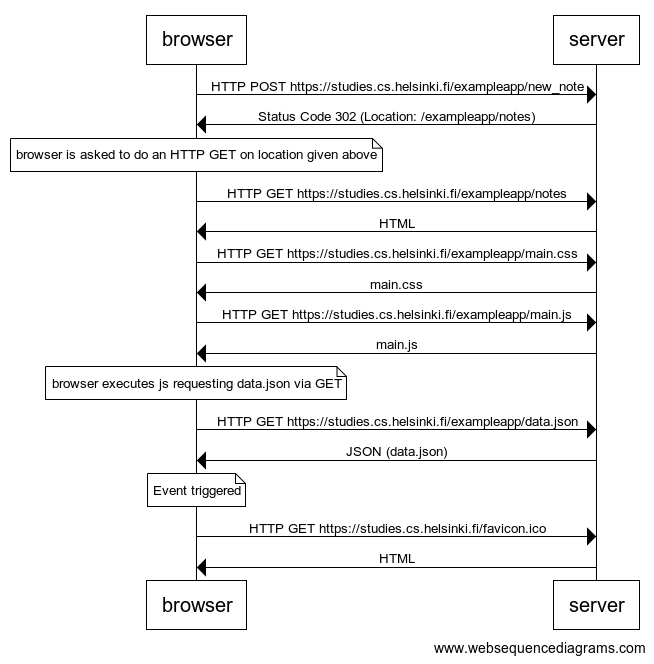 browser server
HTTP POST https://studies.cs.helsinki.fi/exampleapp/new_note
Status Code 302 (Location: /exampleapp/notes)
browser is asked to do an HTTP GET on location given above
HTTP GET https://studies.cs.helsinki.fi/exampleapp/notes
HTML
HTTP GET https://studies.cs.helsinki.fi/exampleapp/main.css
main.css
HTTP GET https://studies.cs.helsinki.fi/exampleapp/main.js
main.js
browser executes js requesting data.json via GET
HTTP GET https://studies.cs.helsinki.fi/exampleapp/data.json
JSON (data.json)
Event triggered
HTTP GET https://studies.cs.helsinki.fi/favicon.ico
HTML
browser server
www.websequencediagrams.com